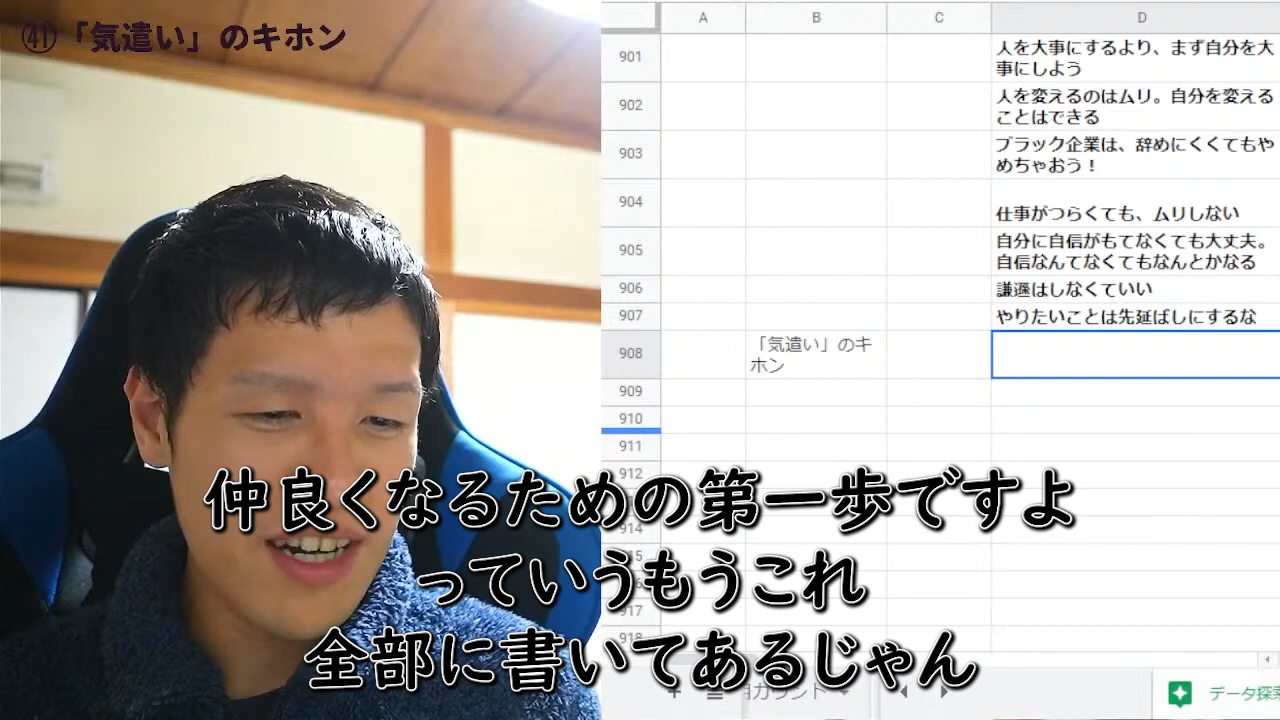 ㊶「気遣い」のキホン
A B C D
901 人を大事にするより、まず自分を大
事にしよう
902 人を変えるのはムリ。自分を変える
ことはできる
903 ブラック企業は、辞めにくくてもや
めちゃおう！
904 仕事がつらくても、ムリしない
905 自分に自信がもてなくても大丈夫。
自信なんてなくてもなんとかなる
906 謙遜はしなくていい
907 やりたいことは先延ばしにするな
908 「気遣い」のキ
ホン
909
910
911
912
仲良くなるための第一歩ですよ
914
っていうもうこれ
917
全部に書いてあるじゃん
カウント
データ探索